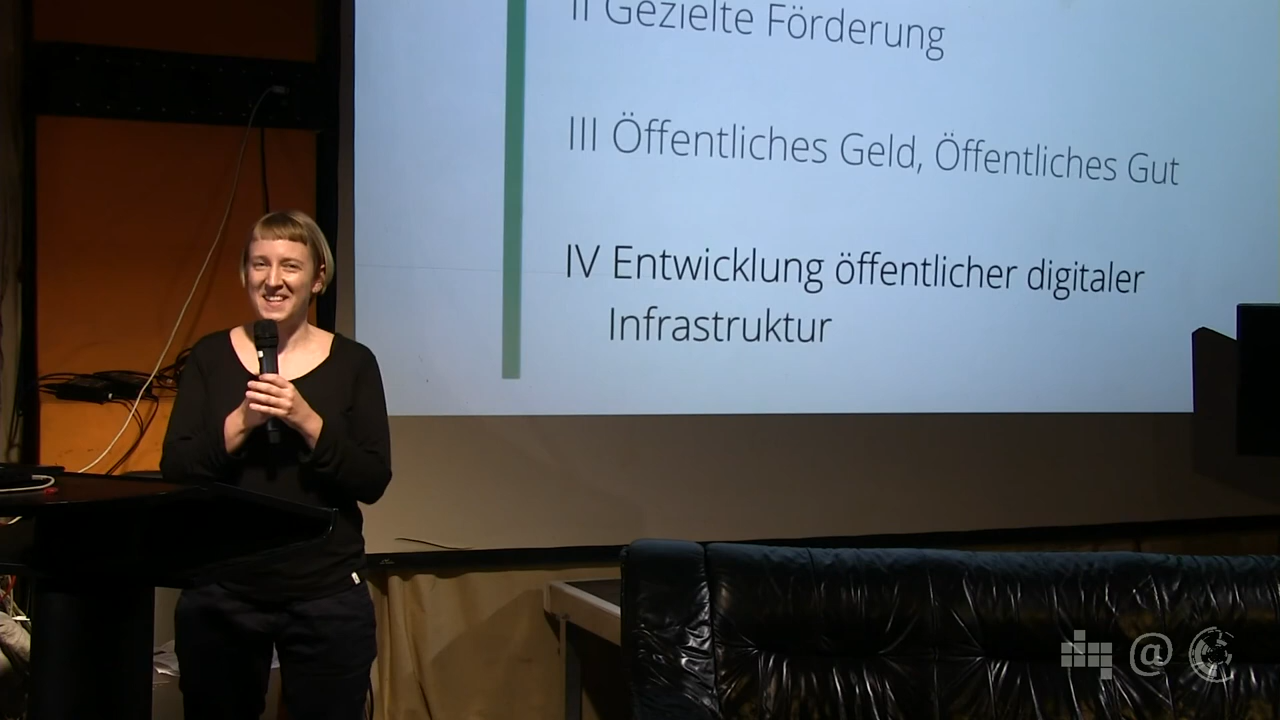 II Gezielte Förderung
III Öffentliches Geld, Öffentliches Gut
IV Entwicklung öffentlicher digitaler
Infrastruktur
@